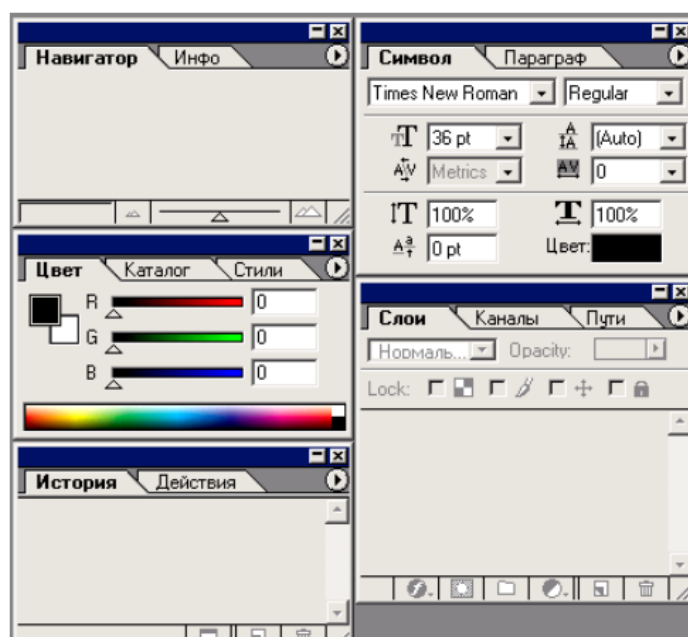 Навигатор Инфо
Цвет Каталог Стили
R 0
G 0
B 0
История Действия
Символ Параграф
Times New Roman Regular
36 pt (Auto)
Metrics 0
100% 100%
0 pt Цвет:
Слои Каналы Пути
Нормаль... Opacity:
Lock: